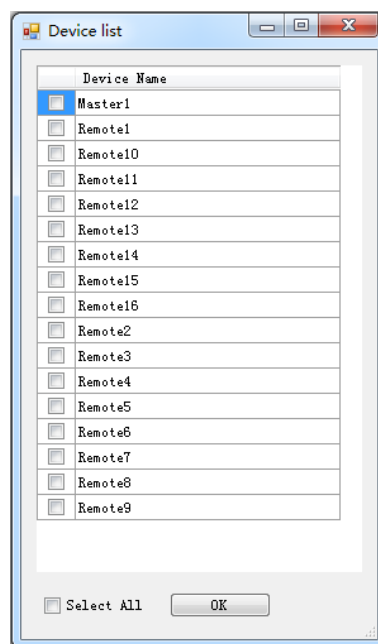 Device list
Device Name
Master1
Remote1
Remote10
Remote11
Remote12
Remote13
Remote14
Remote15
Remote16
Remote2
Remote3
Remote4
Remote5
Remote6
Remote7
Remote8
Remote9
Select All OK